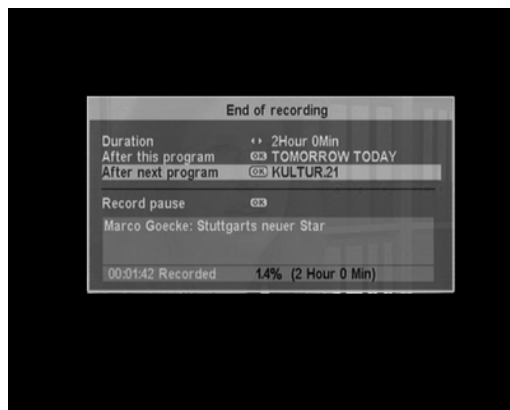 End of recording
Duration 2Hour 0Min
After this program OK TOMORROW TODAY
After next program OK KULTUR.21
Record pause OK
Marco Goecke: Stuttgarts neuer Star
00:01:42 Recorded 1.4% (2 Hour 0 Min)